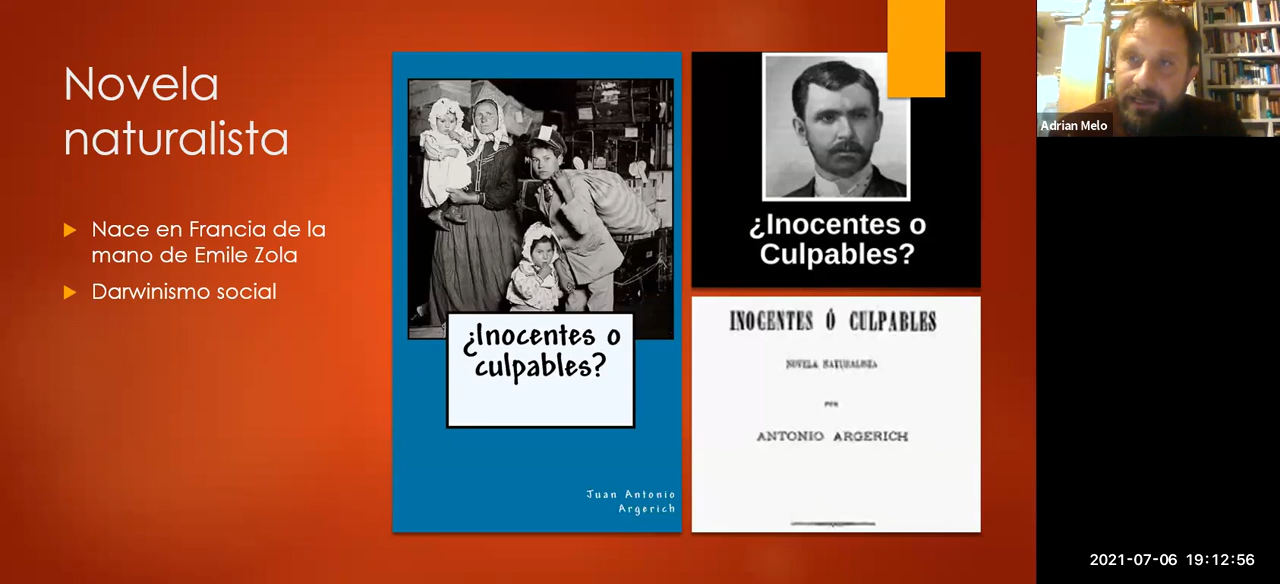 Novela
naturalista
Nace en Francia de la
mano de Emile Zola
Darwinismo social
¿Inocentes o
culpables?
Juan Antonio
Argerich
¿Inocentes o
Culpables?
INOCENTES Ó CULPABLES
NOVELA NATURALISTA
POR
ANTONIO ARGERICH
Adrian Melo
2021-07-06 19:12:56